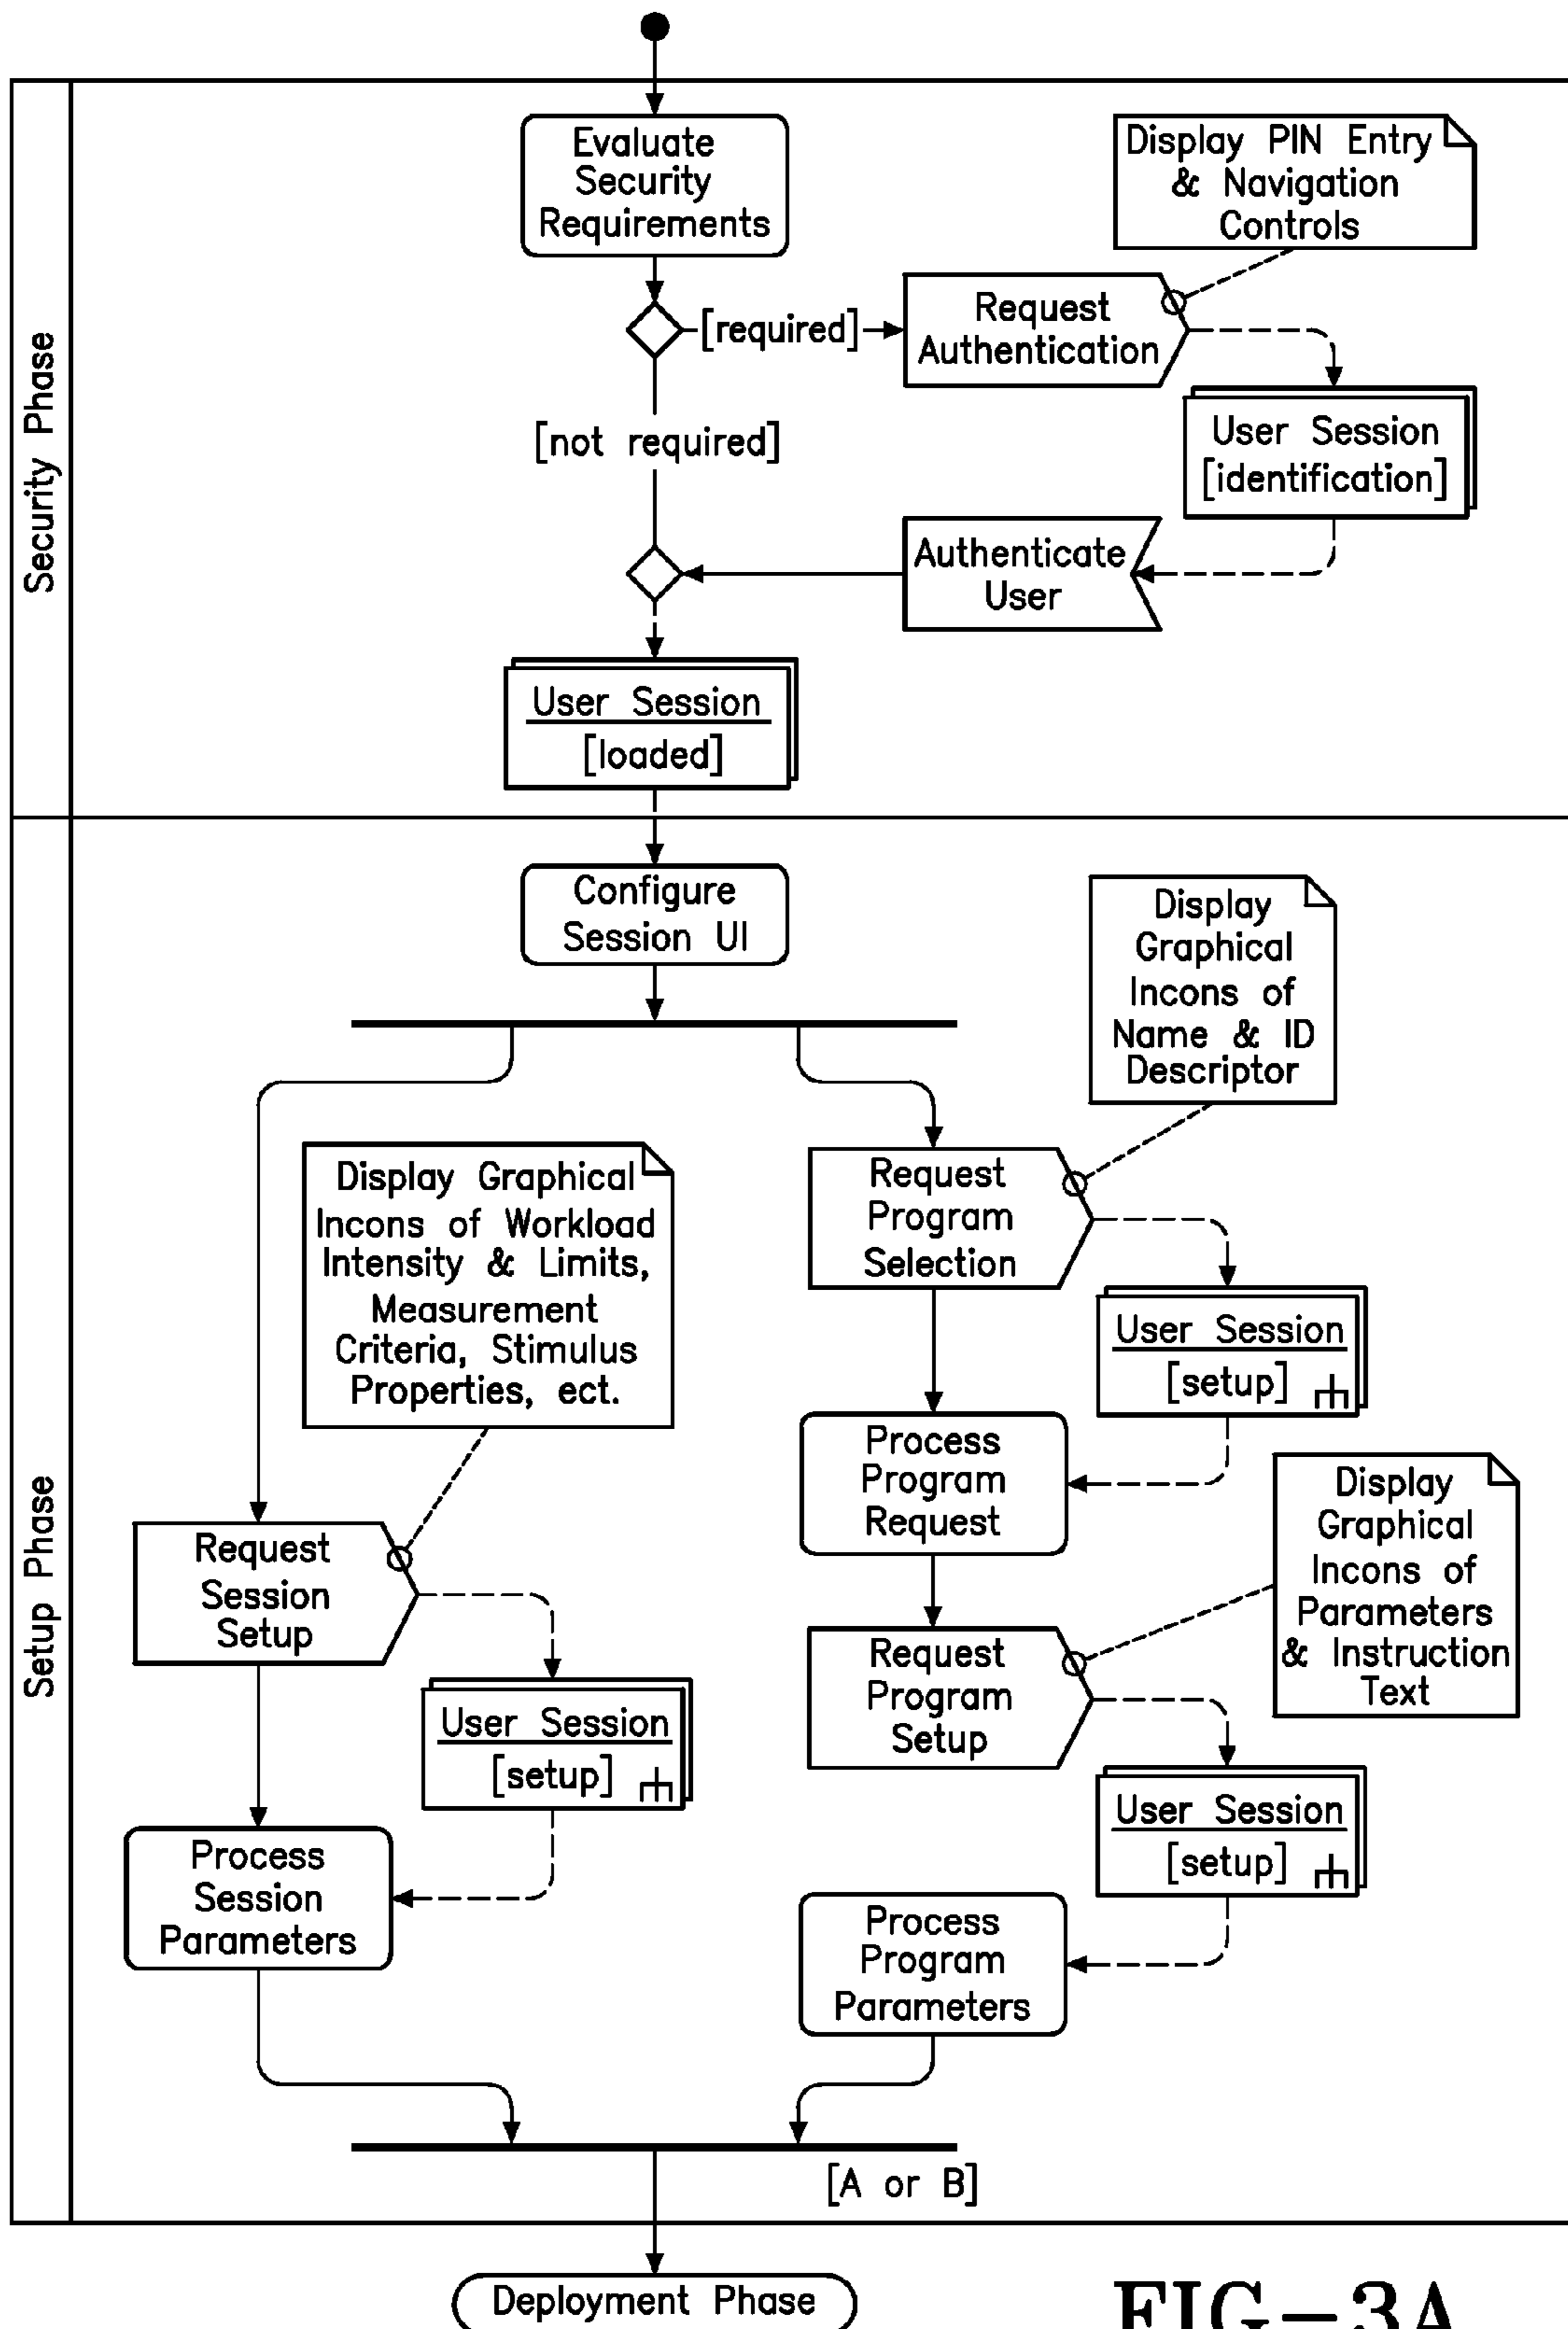 Security Phase
Evaluate
Security
Requirements
Display PIN Entry
& Navigation
Controls
[required]
Request
Authentication
[not required]
User Session
[identification]
Authenticate
User
User Session
[loaded]
Setup Phase
Configure
Session UI
Display
Graphical
Incons of
Name & ID
Descriptor
Display Graphical
Incons of Workload
Intensity & Limits,
Measurement
Criteria, Stimulus
Properties, ect.
Request
Program
Selection
User Session
[setup]
Process
Program
Request
Display
Graphical
Incons of
Parameters
& Instruction
Text
Request
Session
Setup
Request
Program
Setup
User Session
[setup]
User Session
[setup]
Process
Session
Parameters
Process
Program
Parameters
[A or B]
Deployment Phase
FIG-3A